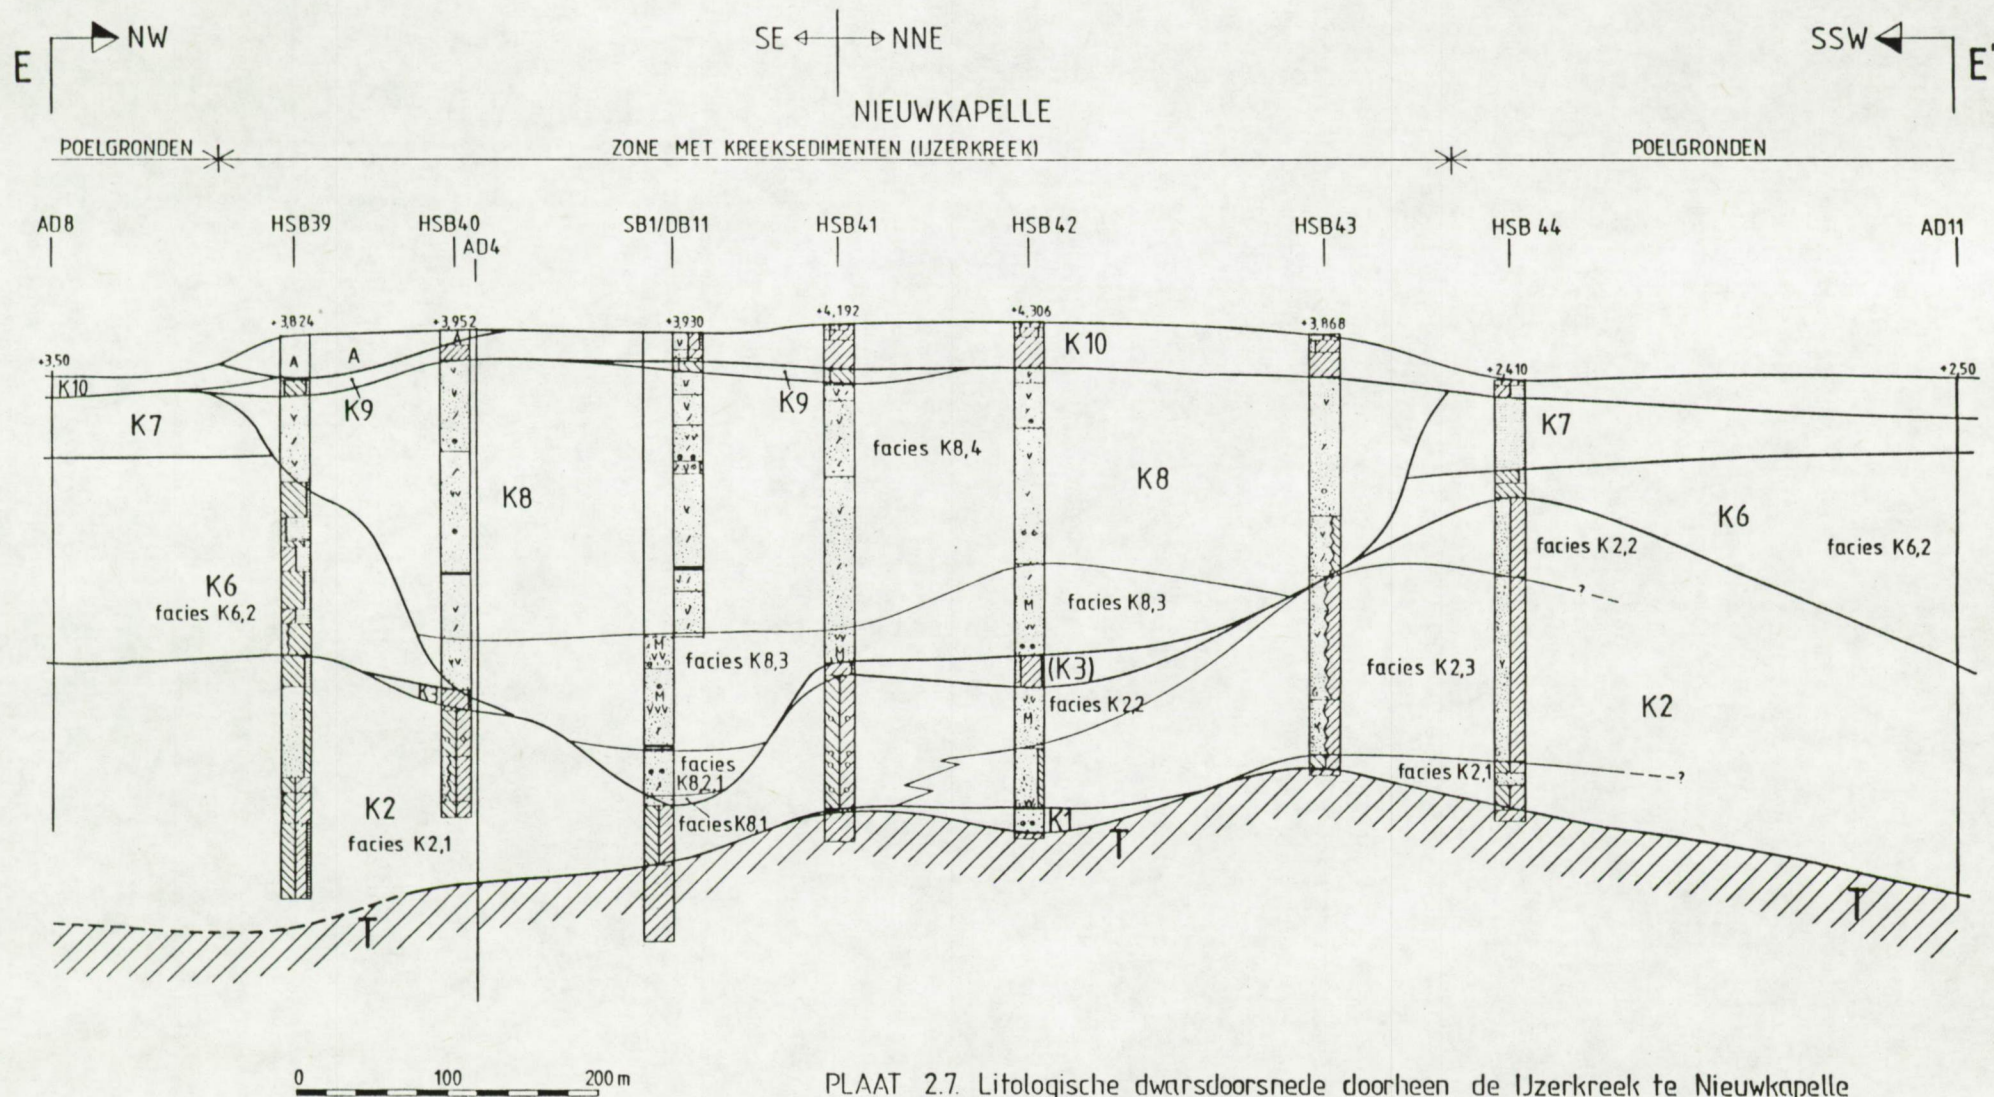 E NW SE NNE SSW E'
NIEUWKAPELLE
POELGRONDEN ZONE MET KREEKSEDIMENTEN (IJZERKREEK) POELGRONDEN
AD8 HSB39 HSB40 SB1/DB11 HSB41 HSB42 HSB43 HSB44 AD11
AD4
+3,824 +3,952 +3,930 +4,192 +4,306 +3,868
+3,50 +2,410 +2,50
A A A
K10 K10
K9 K9
K7 K7
facies K8,4
K8 K8
K6 K6
facies K2,2 facies K6,2
facies K6,2
facies K8,3
facies K8,3 (K3) facies K2,3
K3
facies K2,2 K2
facies
K8,2,1
facies K2,1
K2
facies K8,1 K1
facies K2,1
T T T
0 100 200 m
PLAAT 2.7. Litologische dwarsdoorsnede doorheen de IJzerkreek te Nieuwkapelle